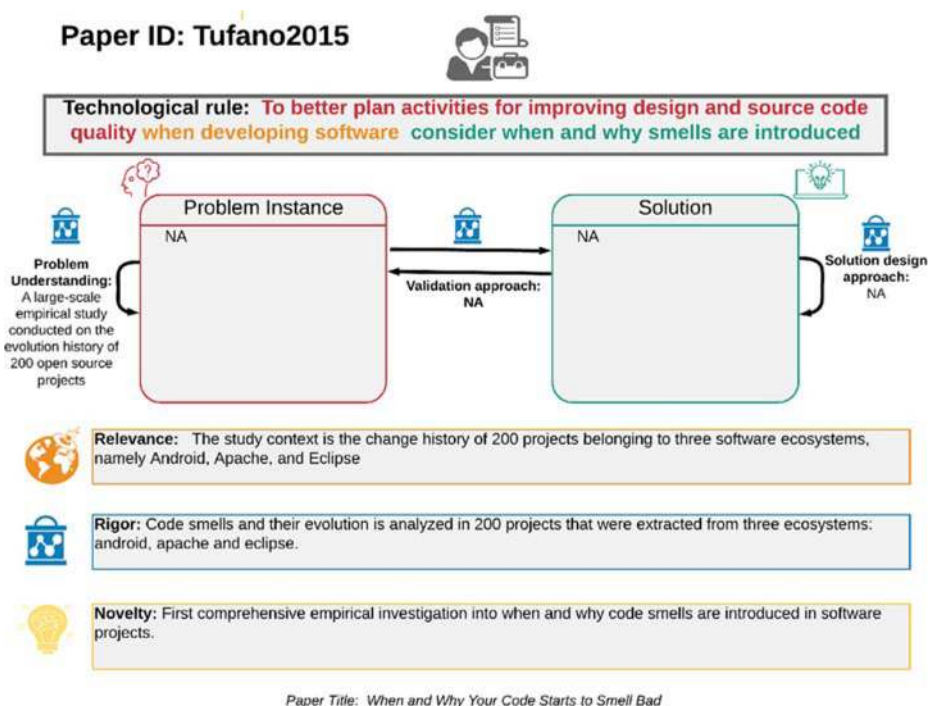 Paper ID: Tufano2015
Technological rule: To better plan activities for improving design and source code
quality when developing software consider when and why smells are introduced
Problem Instance
NA
Solution
NA
Problem
Understanding:
A large-scale
empirical study
conducted on the
evolution history of
200 open source
projects
Validation approach:
NA
Solution design
approach:
NA
Relevance: The study context is the change history of 200 projects belonging to three software ecosystems,
namely Android, Apache, and Eclipse
Rigor: Code smells and their evolution is analyzed in 200 projects that were extracted from three ecosystems:
android, apache and eclipse.
Novelty: First comprehensive empirical investigation into when and why code smells are introduced in software
projects.
Paper Title: When and Why Your Code Starts to Smell Bad